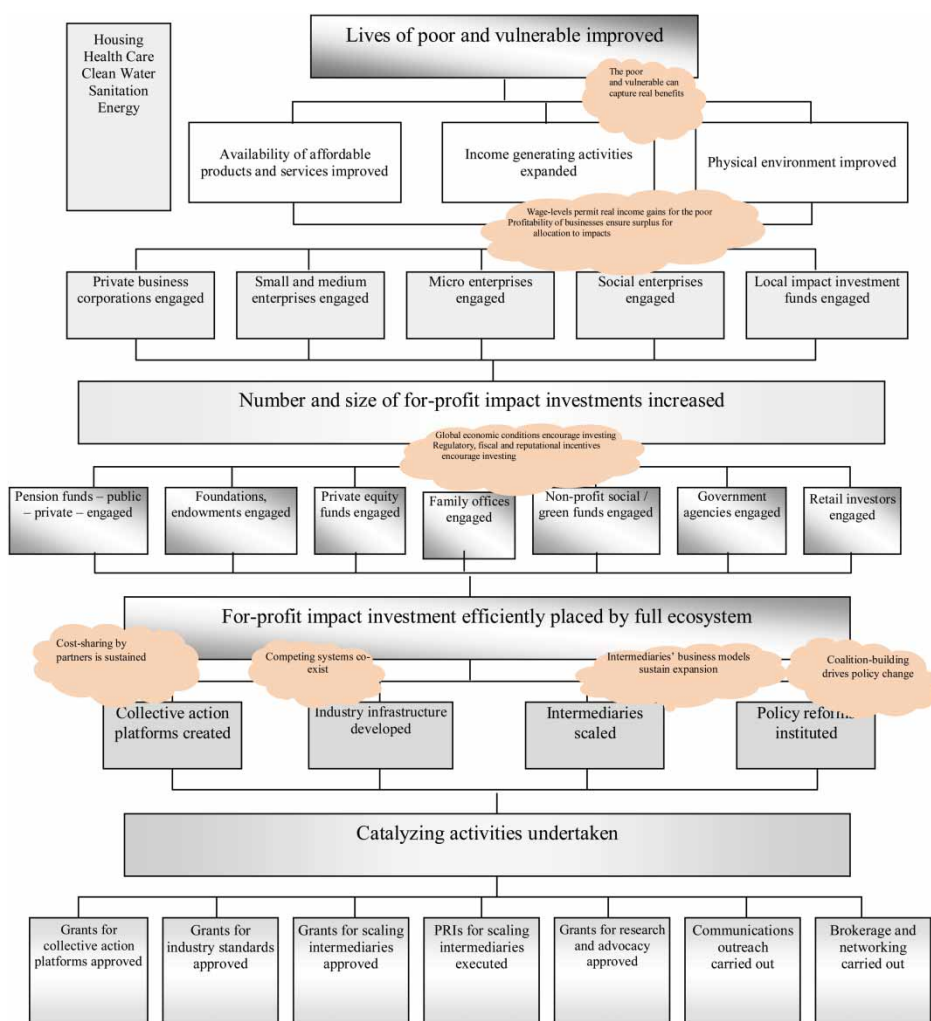 Housing
Health Care
Clean Water
Sanitation
Energy
Lives of poor and vulnerable improved
The poor
and vulnerable can
capture real benefits
Availability of affordable
products and services improved
Income generating activities
expanded
Physical environment improved
Wage-levels permit real income gains for the poor
Profitability of businesses ensure surplus for
allocation to impacts
Private business
corporations engaged
Small and medium
enterprises engaged
Micro enterprises
engaged
Social enterprises
engaged
Local impact investment
funds engaged
Number and size of for-profit impact investments increased
Global economic conditions encourage investing
Regulatory, fiscal and reputational incentives
encourage investing
Pension funds – public
– private – engaged
Foundations,
endowments engaged
Private equity
funds engaged
Family offices
engaged
Non-profit social /
green funds engaged
Government
agencies engaged
Retail investors
engaged
For-profit impact investment efficiently placed by full ecosystem
Cost-sharing by
partners is sustained
Competing systems co-
exist
Intermediaries' business models
sustain expansion
Coalition-building
drives policy change
Collective action
platforms created
Industry infrastructure
developed
Intermediaries
scaled
Policy reforms
instituted
Catalyzing activities undertaken
Grants for
collective action
platforms approved
Grants for
industry standards
approved
Grants for scaling
intermediaries
approved
PRIs for scaling
intermediaries
executed
Grants for research
and advocacy
approved
Communications
outreach
carried out
Brokerage and
networking
carried out